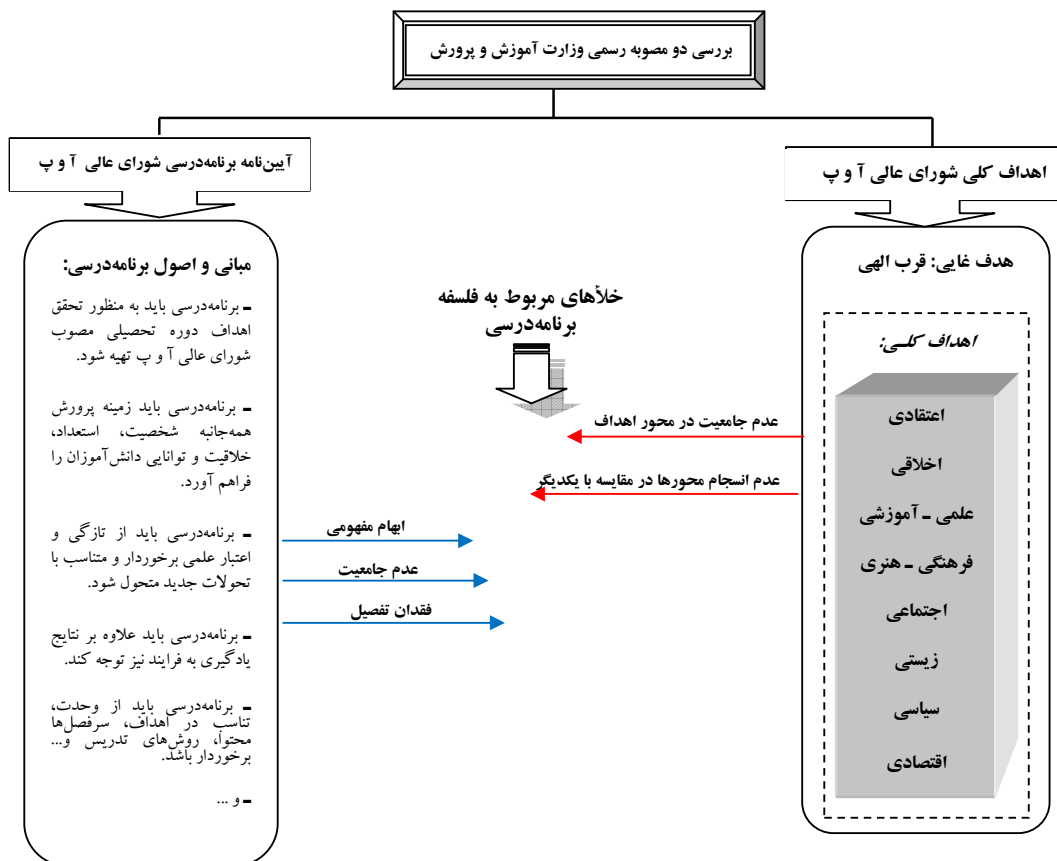 بررسی دو مصوبه رسمی وزارت آموزش و پرورش
اهداف کلی شورای عالی آ و پ
هدف غایی: قرب الهی
اهداف کلـی:
اعتقادی
اخلاقی
علمی ـ آموزشی
فرهنگی ـ هنری
اجتماعی
زیستی
سیاسی
اقتصادی
خلأهای مربوط به فلسفه
برنامه‌درسی
عدم جامعیت در محور اهداف
عدم انسجام محورها در مقایسه با یکدیگر
ابهام مفهومی
عدم جامعیت
فقدان تفصیل
آیین‌نامه برنامه‌درسی شورای عالی آ و پ
مبانی و اصول برنامه‌درسی:
ـ برنامه‌درسی باید به منظور تحقق
اهداف دوره تحصیلی مصوب
شورای عالی آ و پ تهیه شود.
ـ برنامه‌درسی باید زمینه پرورش
همه‌جانبه شخصیت، استعداد،
خلاقیت و توانایی دانش‌آموزان را
فراهم آورد.
ـ برنامه‌درسی باید از تازگی و
اعتبار علمی برخوردار و متناسب با
تحولات جدید متحول شود.
ـ برنامه‌درسی باید علاوه بر نتایج
یادگیری به فرایند نیز توجه کند.
ـ برنامه‌درسی باید از وحدت،
تناسب در اهداف، سرفصل‌ها
محتوا، روش‌های تدریس و...
برخوردار باشد.
ـ و ...